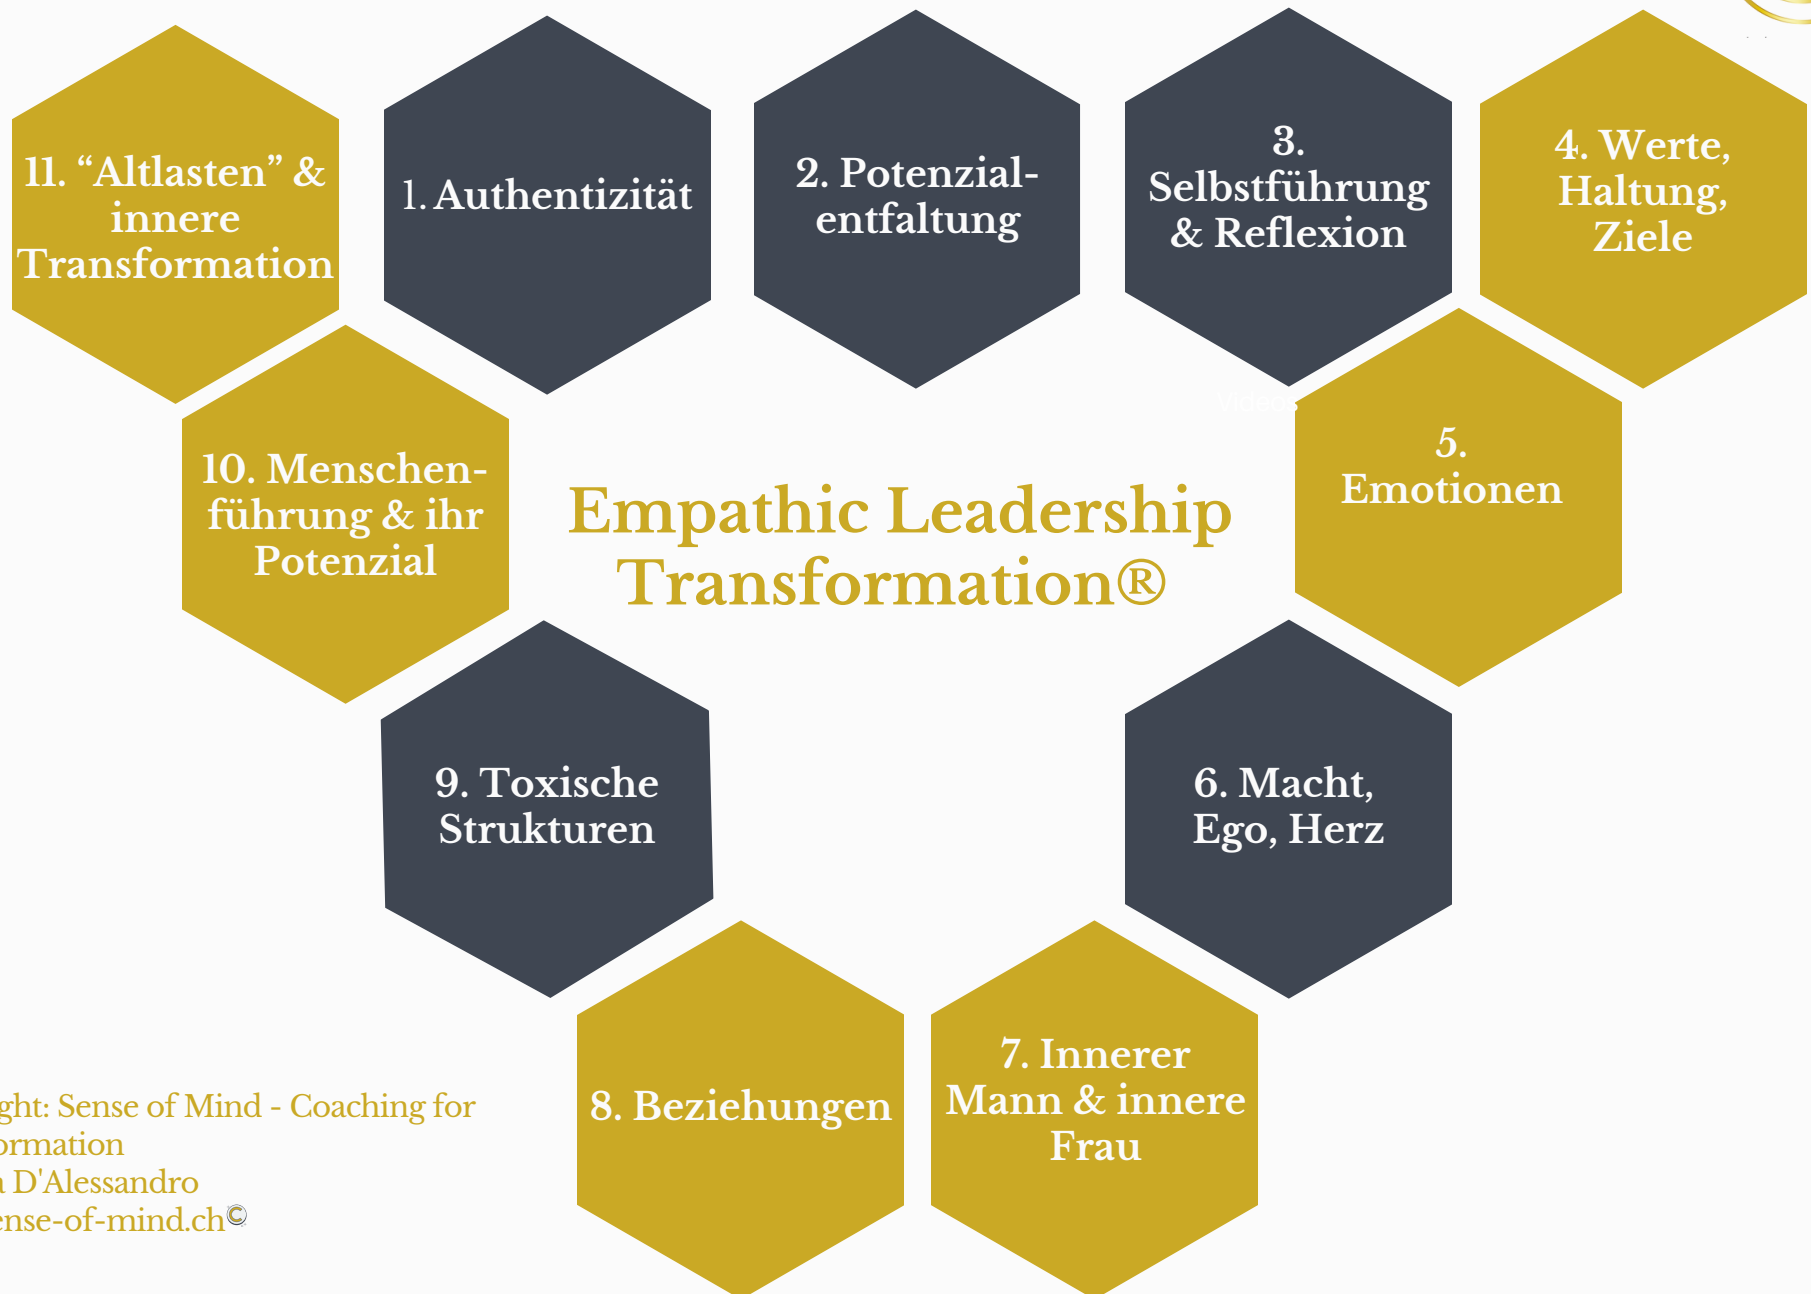 11. “Altlasten” &
innere
Transformation
1. Authentizität
2. Potenzial-
entfaltung
3.
Selbstführung
& Reflexion
4. Werte,
Haltung,
Ziele
5.
Emotionen
10. Menschen-
führung & ihr
Potenzial
Empathic Leadership
Transformation®
9. Toxische
Strukturen
6. Macht,
Ego, Herz
8. Beziehungen
7. Innerer
Mann & innere
Frau
ght: Sense of Mind - Coaching for
ormation
a D'Alessandro
ense-of-mind.ch©